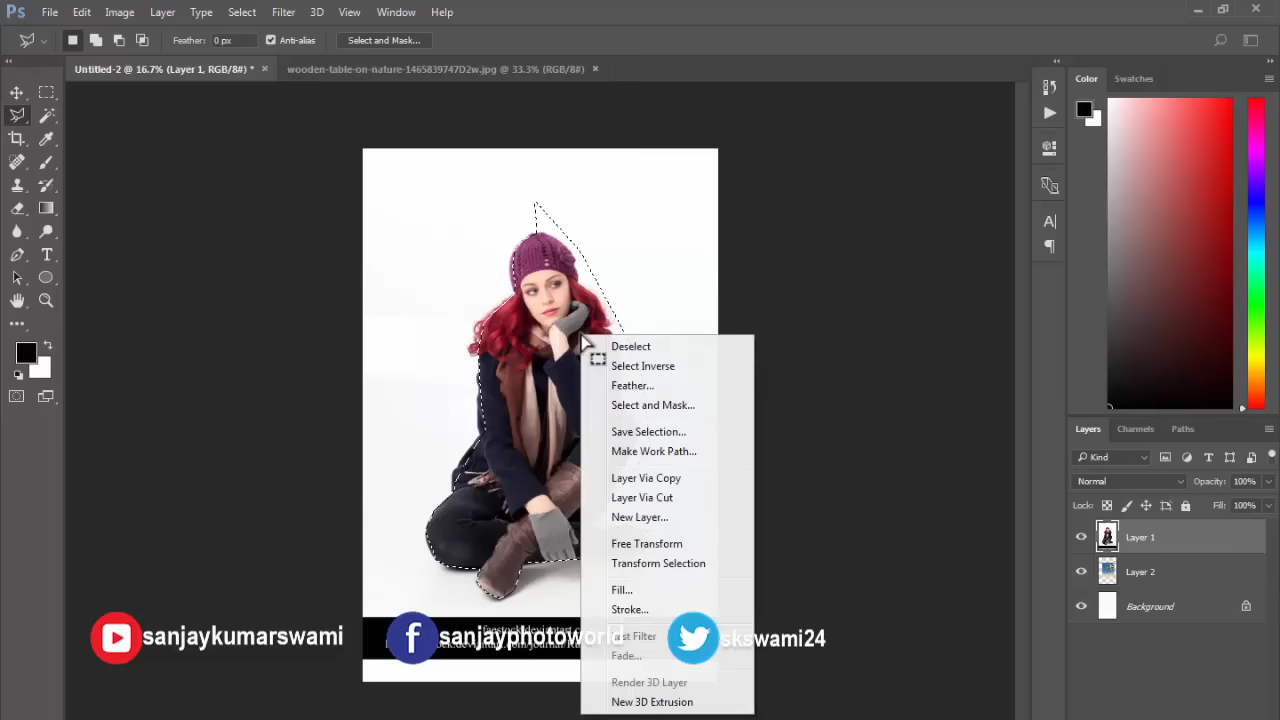 Ps File Edit Image Layer Type Select Filter 3D View Window Help
Feather: 0 px Anti-alias Select and Mask...
Untitled-2 @ 16.7% (Layer 1, RGB/8#) * × wooden-table-on-nature-1465839747D2w.jpg @ 33.3% (RGB/8#) ×
Color Swatches
Deselect
Select Inverse
Feather...
Select and Mask...
Save Selection...
Make Work Path...
Layer Via Copy
Layer Via Cut
New Layer...
Free Transform
Transform Selection
Fill...
Stroke...
Last Filter
Fade...
Render 3D Layer
New 3D Extrusion
Layers Channels Paths
Kind
Normal Opacity: 100%
Lock: Fill: 100%
Layer 1
Layer 2
Background
sanjaykumarswami
sanjayphotoworld
skswami24